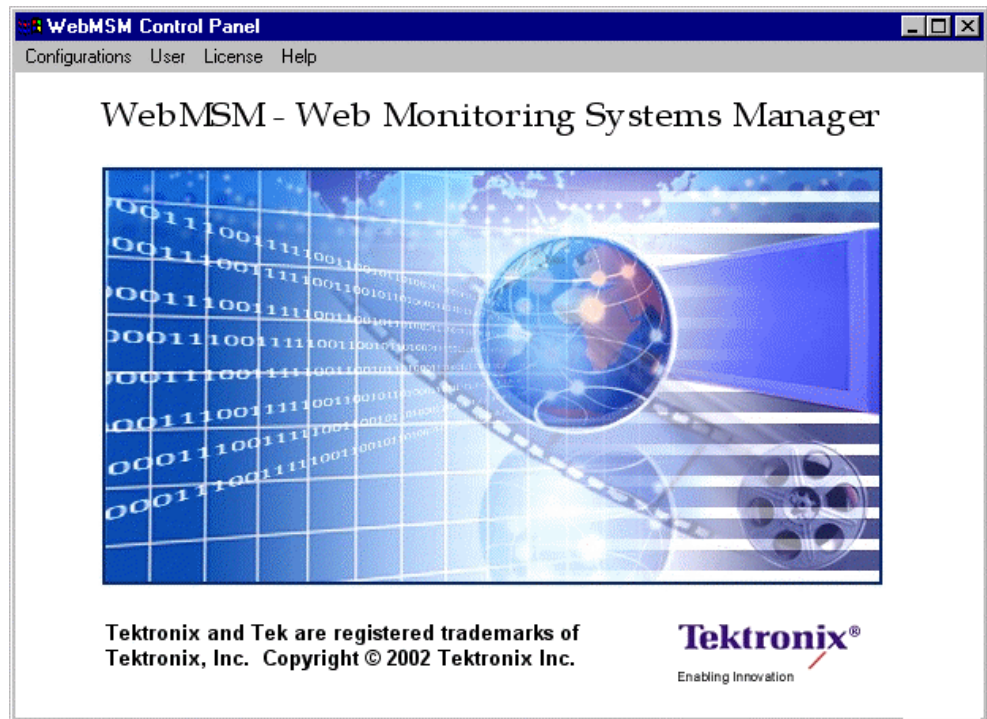 WebMSM Control Panel
Configurations User License Help
WebMSM - Web Monitoring Systems Manager
Tektronix and Tek are registered trademarks of
Tektronix, Inc. Copyright © 2002 Tektronix Inc.
Tektronix®
Enabling Innovation